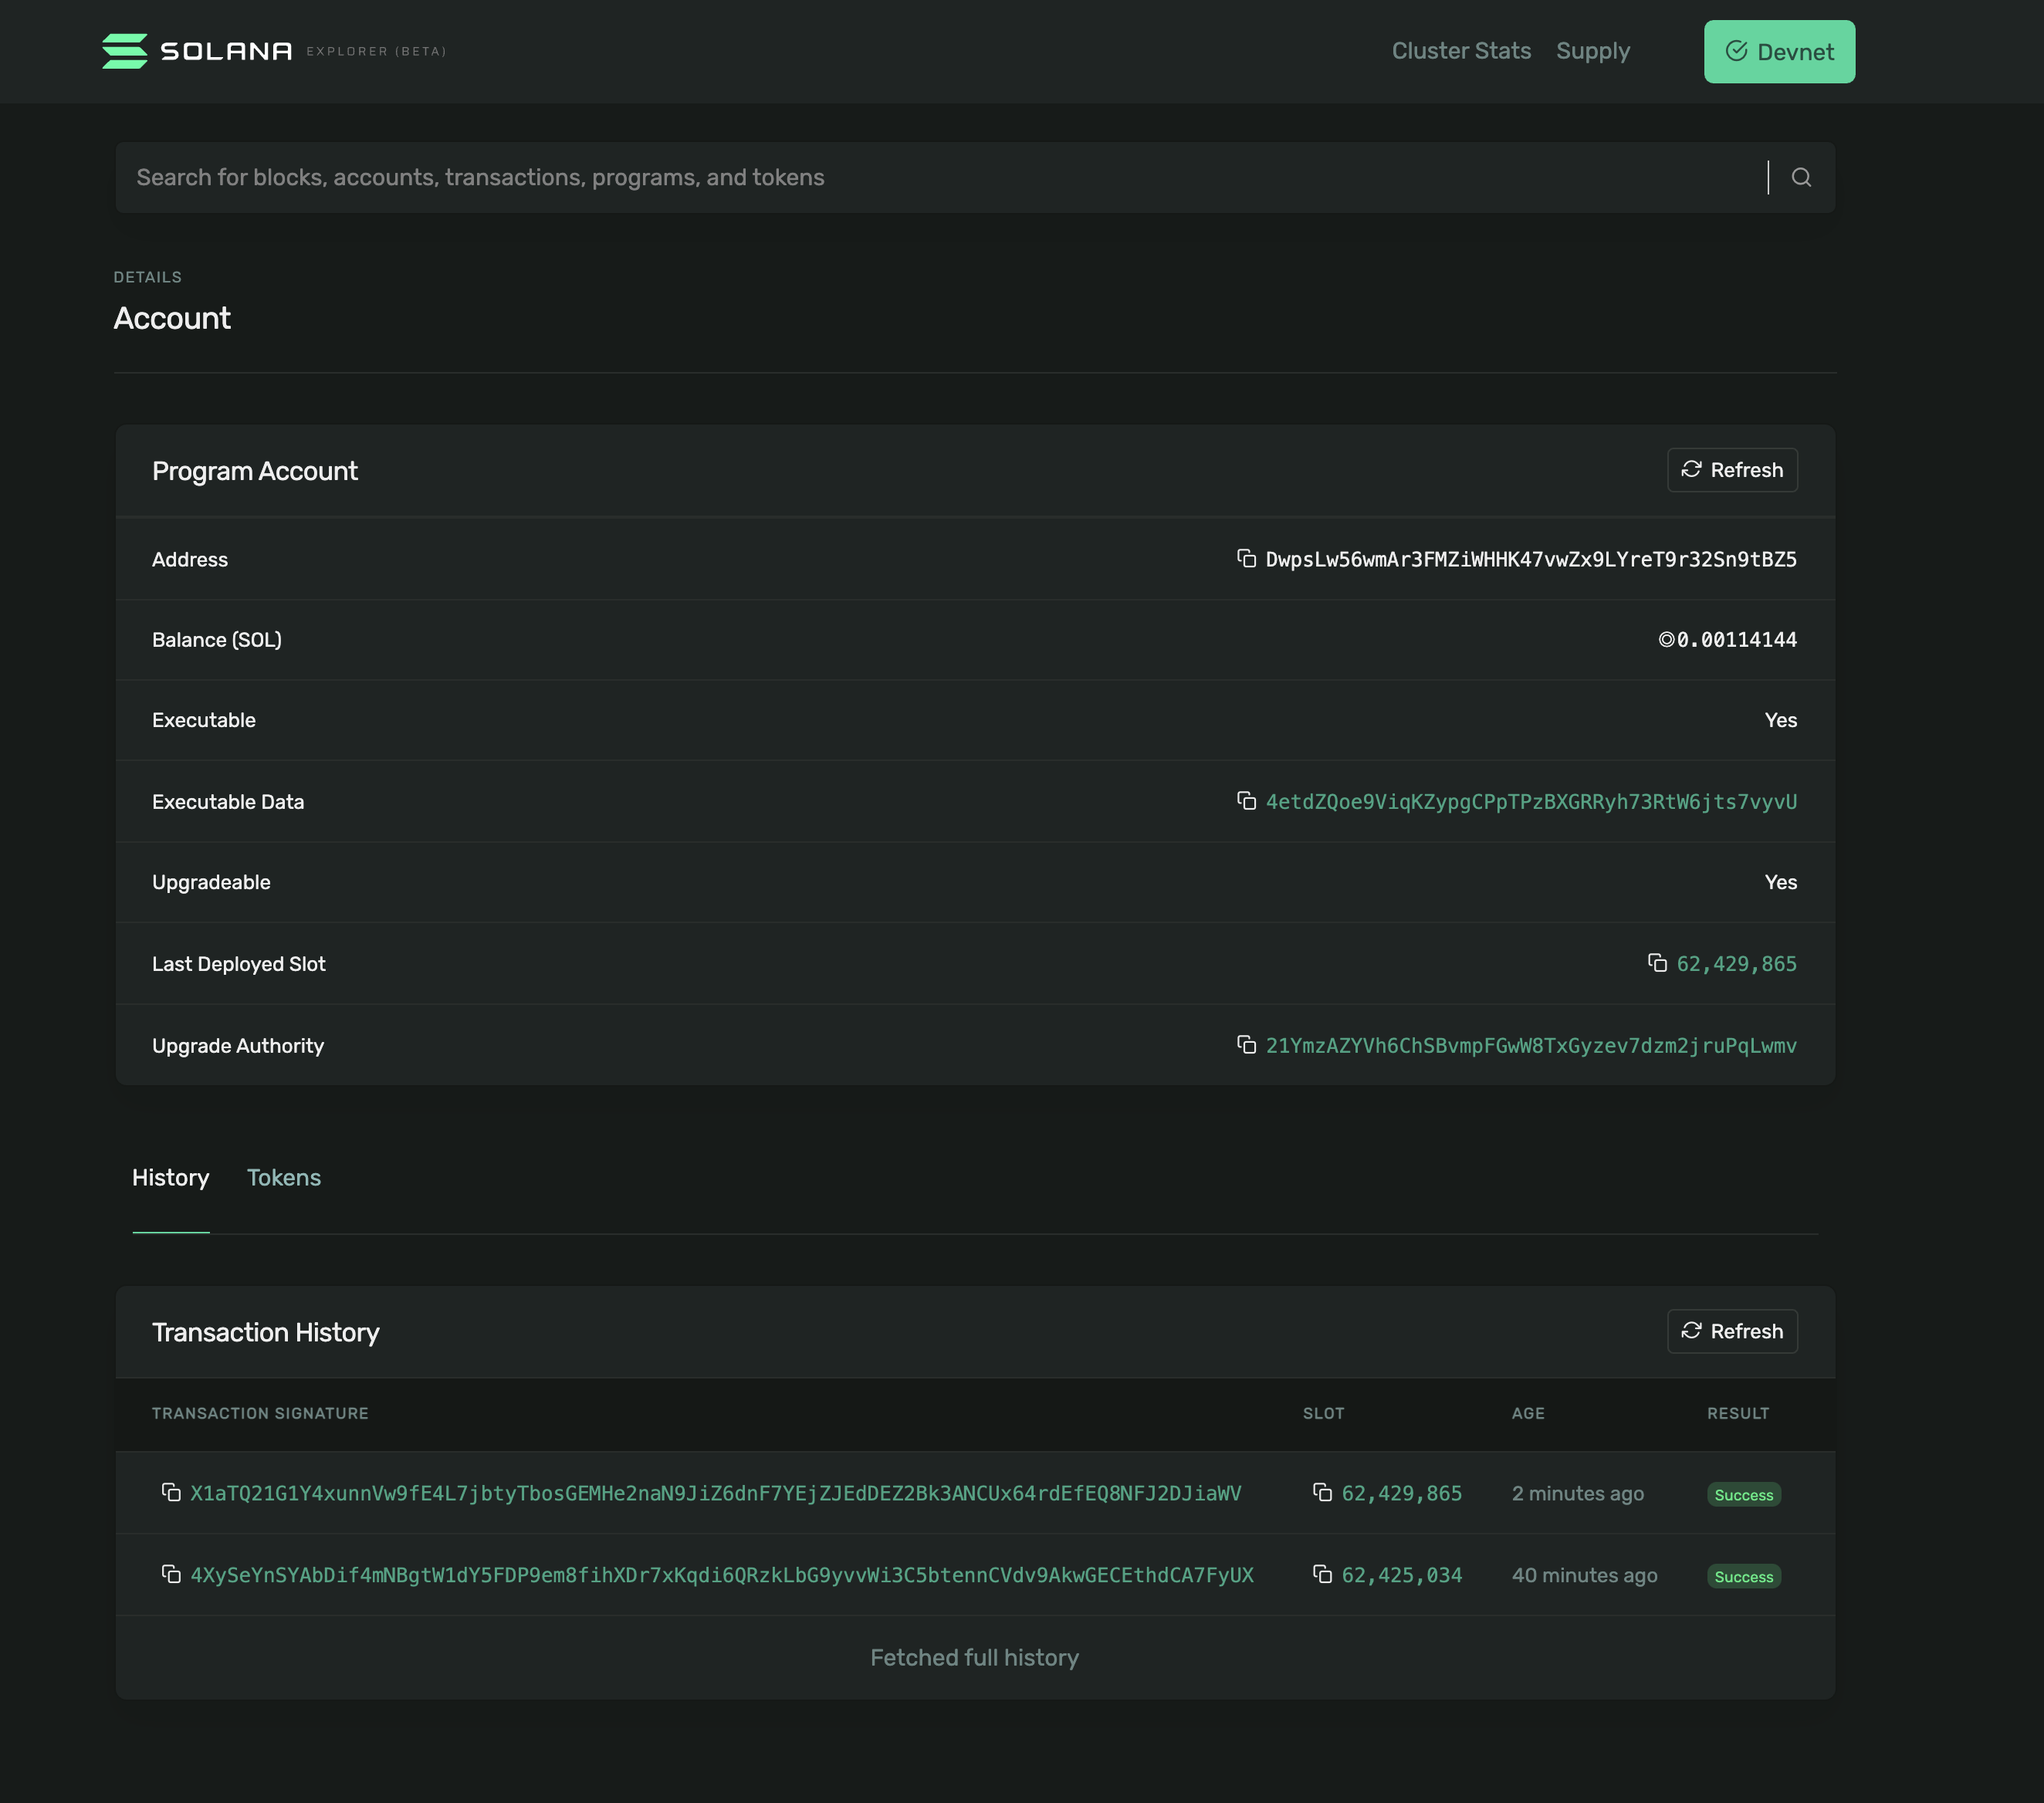 SOLANA EXPLORER (BETA)
Cluster Stats Supply Devnet
Search for blocks, accounts, transactions, programs, and tokens
DETAILS
Account
Program Account Refresh
Address DwpsLw56wmAr3FMZiWHHK47vwZx9LYreT9r32Sn9tBZ5
Balance (SOL) ◎0.00114144
Executable Yes
Executable Data 4etdZQoe9ViqKZypgCPpTPzBXGRRyh73RtW6jts7vyvU
Upgradeable Yes
Last Deployed Slot 62,429,865
Upgrade Authority 21YmzAZYVh6ChSBvmpFGwW8TxGyzev7dzm2jruPqLwmv
History Tokens
Transaction History Refresh
TRANSACTION SIGNATURE SLOT AGE RESULT
X1aTQ21G1Y4xunnVw9fE4L7jbtyTbosGEMHe2naN9JiZ6dnF7YEjZJEdDEZ2Bk3ANCUx64rdEfEQ8NFJ2DJiaWV 62,429,865 2 minutes ago Success
4XySeYnSYAbDif4mNBgtW1dY5FDP9em8fihXDr7xKqdi6QRzkLbG9yvvWi3C5btennCVdv9AkwGECEthdCA7FyUX 62,425,034 40 minutes ago Success
Fetched full history